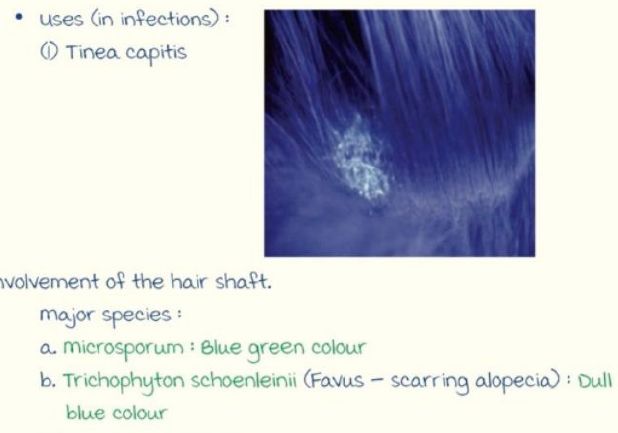 • uses (in infections) :
(i) Tinea capitis
nvolvement of the hair shaft.
major species :
a. microsporum : Blue green colour
b. Trichophyton schoenleinii (Favus – scarring alopecia) : Dull
blue colour